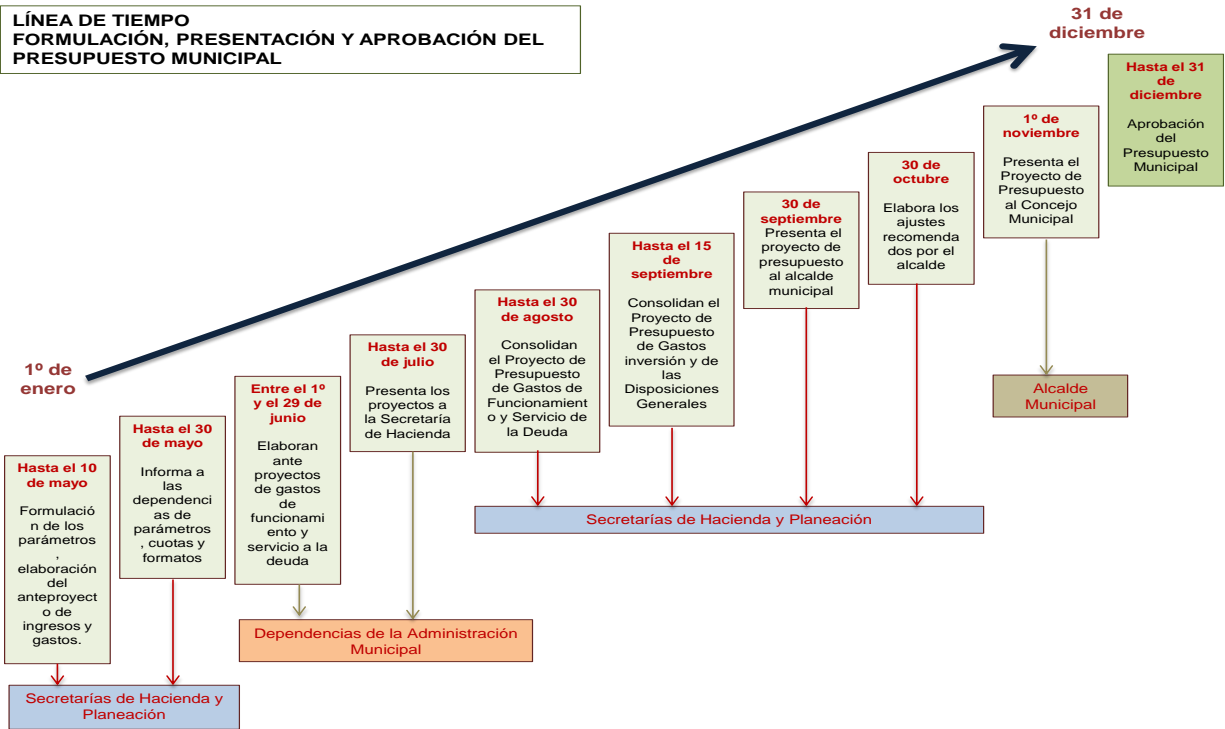 LÍNEA DE TIEMPO
FORMULACIÓN, PRESENTACIÓN Y APROBACIÓN DEL
PRESUPUESTO MUNICIPAL
1º de
enero
31 de
diciembre
Hasta el 10
de mayo
Formulació
n de los
parámetros
,
elaboración
del
anteproyect
o de
ingresos y
gastos.
Hasta el 30
de mayo
Informa a
las
dependenci
as de
parámetros
, cuotas y
formatos
Secretarías de Hacienda y
Planeación
Entre el 1º
y el 29 de
junio
Elaboran
ante
proyectos
de gastos
de
funcionami
ento y
servicio a la
deuda
Hasta el 30
de julio
Presenta los
proyectos a
la Secretaría
de Hacienda
Dependencias de la Administración
Municipal
Hasta el 30
de agosto
Consolidan
el Proyecto de
Presupuesto
de Gastos de
Funcionamient
o y Servicio de
la Deuda
Hasta el 15
de
septiembre
Consolidan el
Proyecto de
Presupuesto
de Gastos
inversión y de
las
Disposiciones
Generales
30 de
septiembre
Presenta el
proyecto de
presupuesto
al alcalde
municipal
30 de
octubre
Elabora los
ajustes
recomenda
dos por el
alcalde
Secretarías de Hacienda y Planeación
1º de
noviembre
Presenta el
Proyecto de
Presupuesto
al Concejo
Municipal
Alcalde
Municipal
Hasta el 31
de
diciembre
Aprobación
del
Presupuesto
Municipal